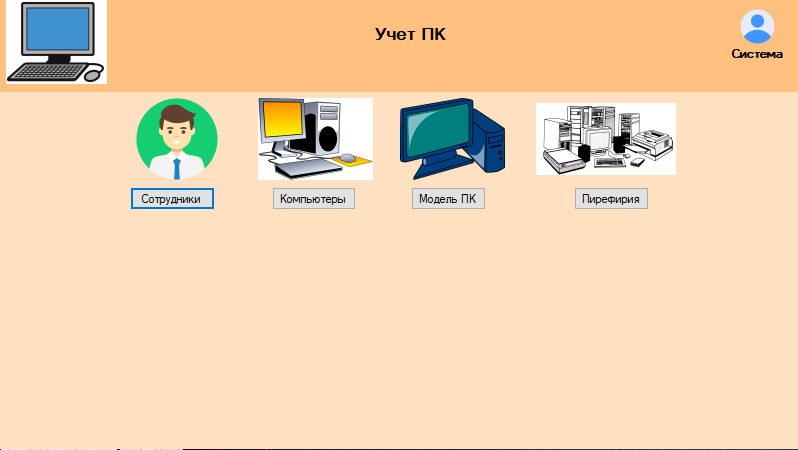 Учет ПК
Система
Сотрудники
Компьютеры
Модель ПК
Пирефирия